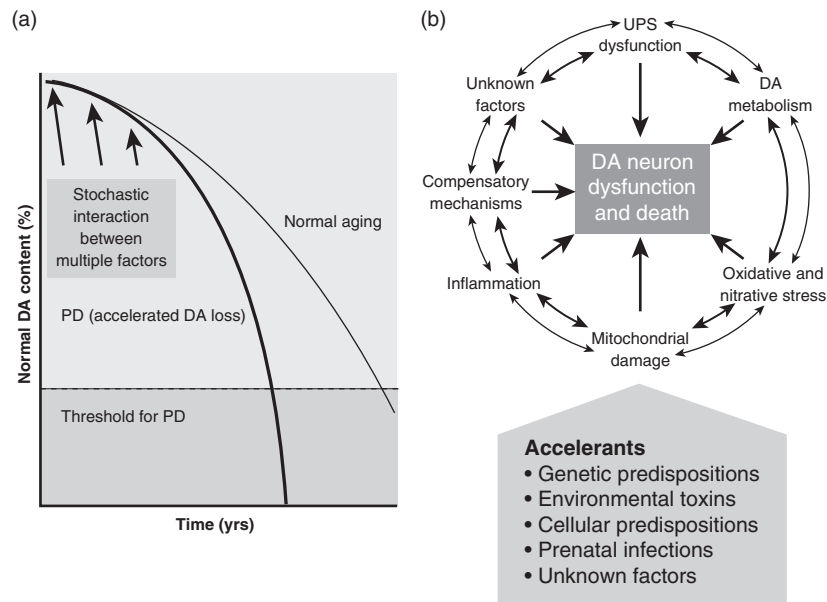 (a)
Normal DA content (%)
Stochastic
interaction
between
multiple factors
Normal aging
PD (accelerated DA loss)
Threshold for PD
Time (yrs)
(b)
UPS
dysfunction
Unknown
factors
DA
metabolism
Compensatory
mechanisms
DA neuron
dysfunction
and death
Inflammation
Oxidative and
nitrative stress
Mitochondrial
damage
Accelerants
• Genetic predispositions
• Environmental toxins
• Cellular predispositions
• Prenatal infections
• Unknown factors